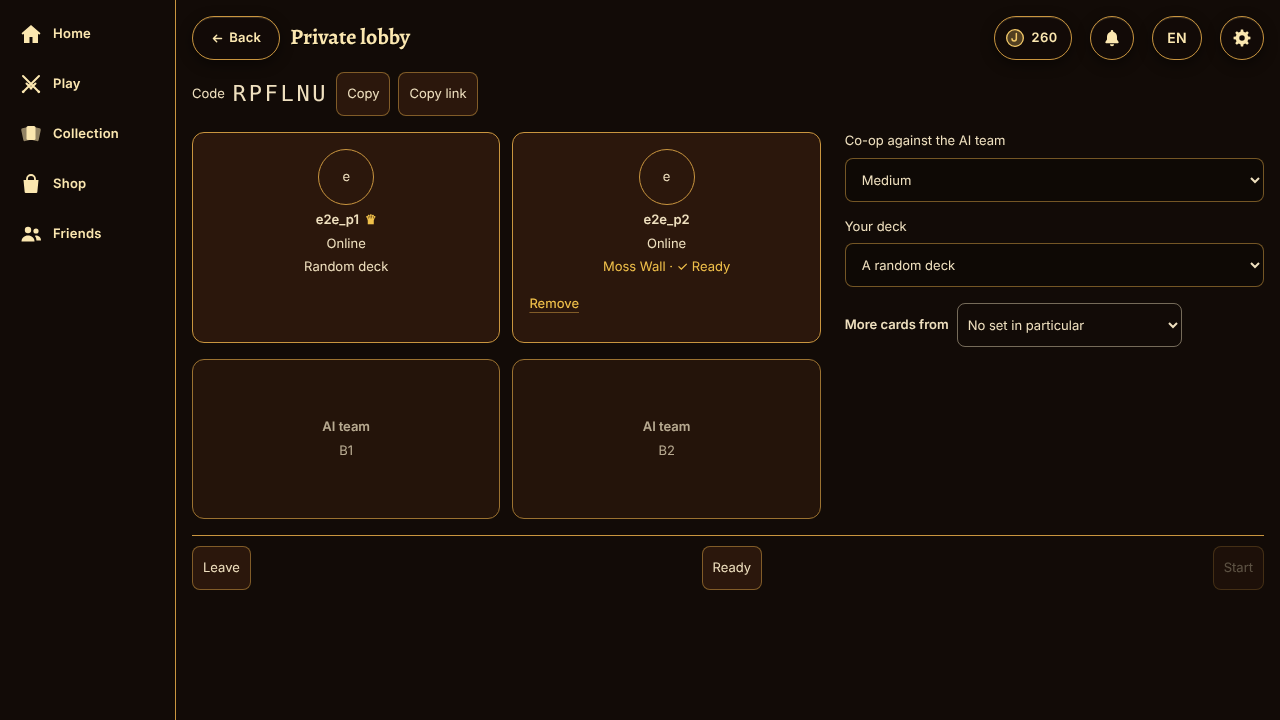 Home
Play
Collection
Shop
Friends
← Back
Private lobby
J 260
EN
Code RPFLNU Copy Copy link
e
e2e_p1 ♛
Online
Random deck
e
e2e_p2
Online
Moss Wall · ✓ Ready
Remove
AI team
B1
AI team
B2
Co-op against the AI team
Medium
Your deck
A random deck
More cards from No set in particular
Leave
Ready
Start